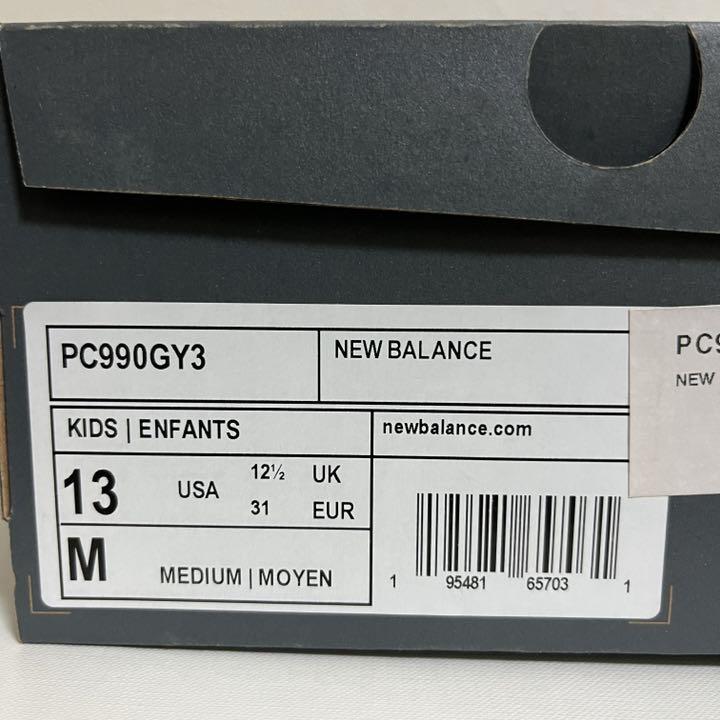 PC990GY3
NEW BALANCE
KIDS | ENFANTS
newbalance.com
13 USA 12½ UK
31 EUR
M MEDIUM | MOYEN
1 95481 65703 1
NEW